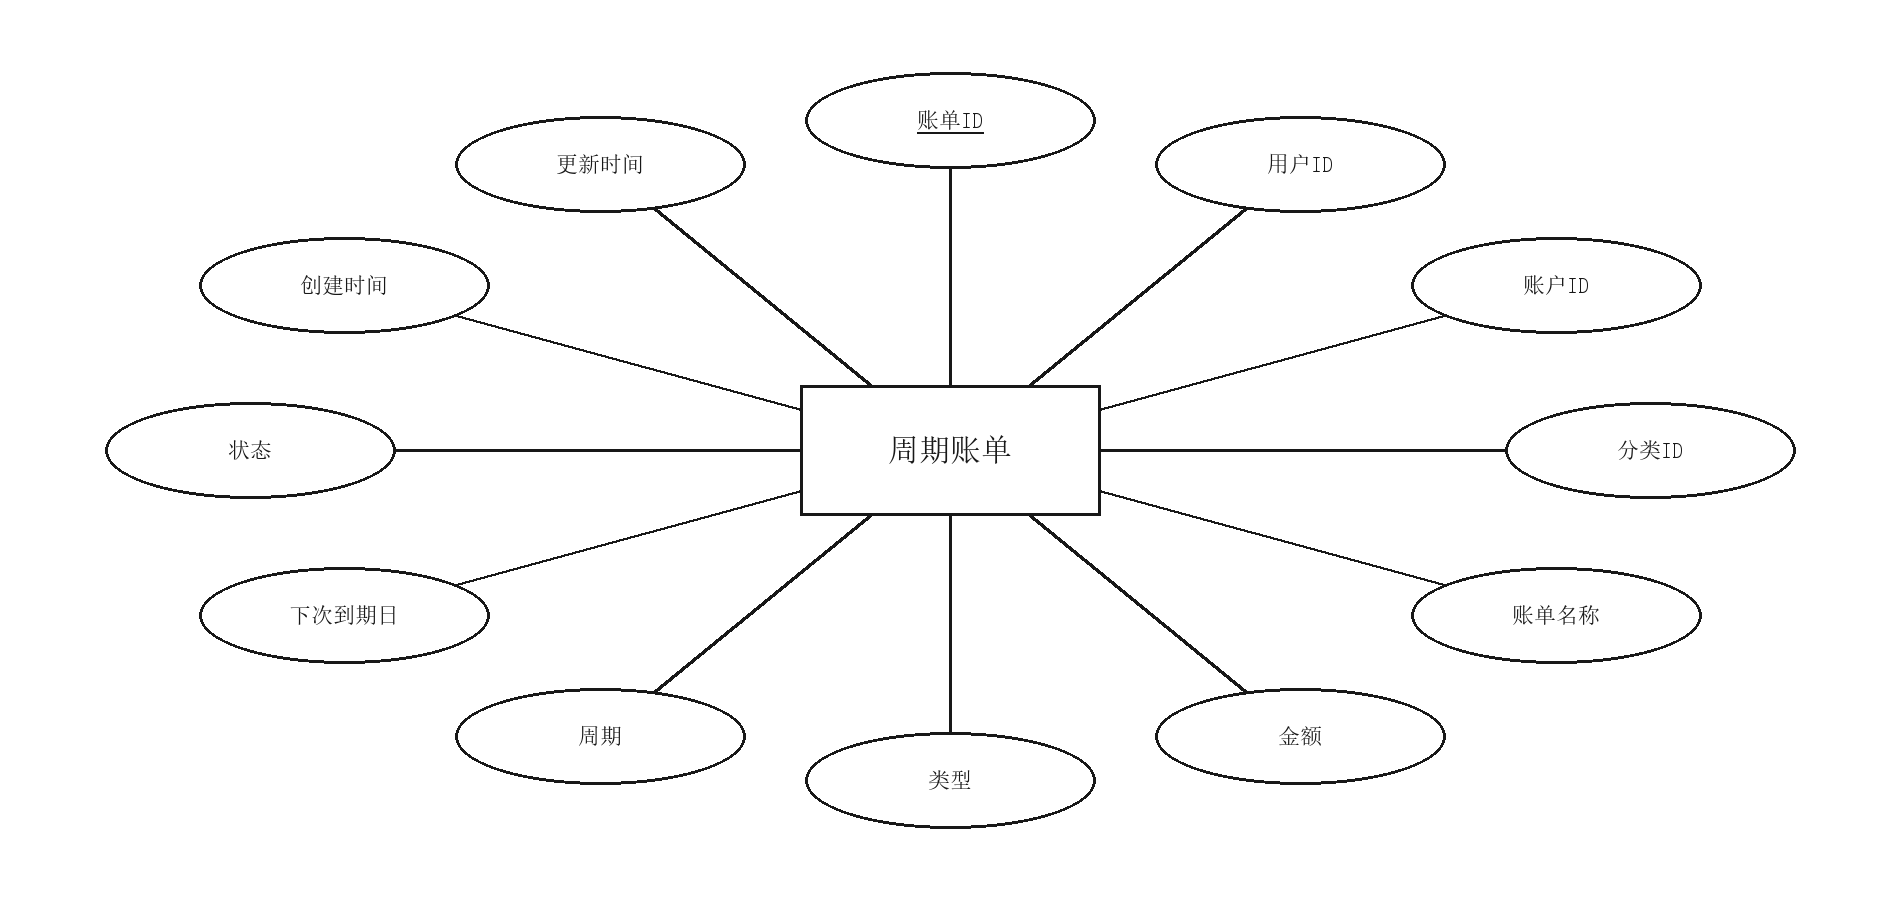 账单ID
更新时间
用户ID
创建时间
账户ID
状态
周期账单
分类ID
下次到期日
账单名称
周期
金额
类型